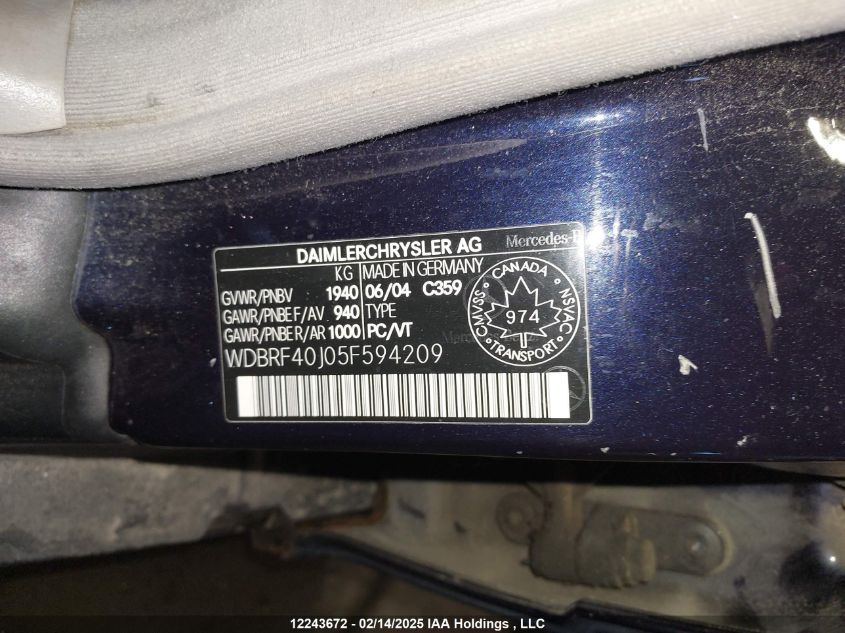 DAIMLERCHRYSLER AG
KG MADE IN GERMANY
GVWR/PNBV 1940 06/04 C359
GAWR/PNBE F/AV 940 TYPE
GAWR/PNBE R/AR 1000 PC/VT
WDBRF40J05F594209
CANADA
CMVSS 974 NSVAC
TRANSPORT
12243672 - 02/14/2025 IAA Holdings , LLC